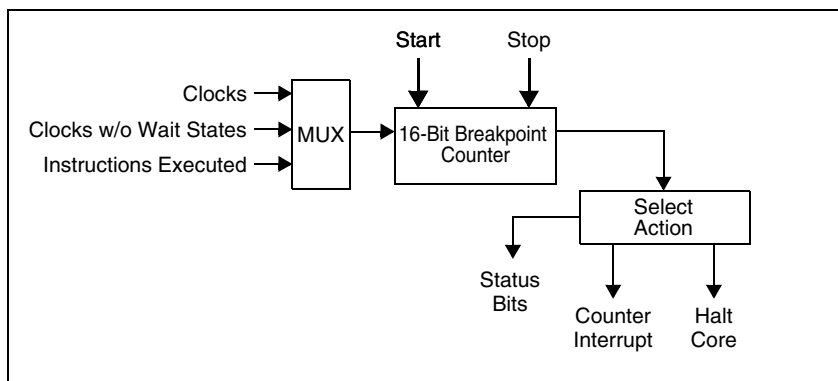 Start
Stop
Clocks
Clocks w/o Wait States
Instructions Executed
MUX
16-Bit Breakpoint
Counter
Select
Action
Status
Bits
Counter
Interrupt
Halt
Core